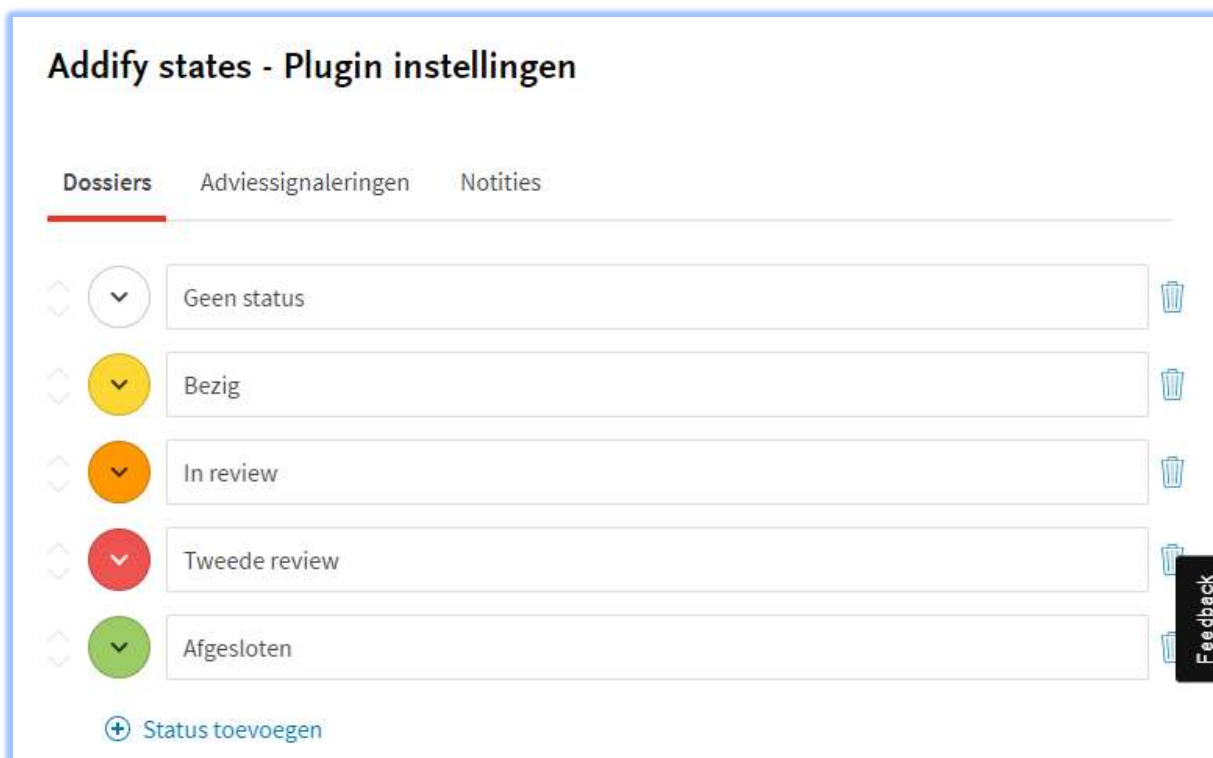 Addify states - Plugin instellingen
Dossiers Adviessignaleringen Notities
Geen status
Bezig
In review
Tweede review
Afgesloten
Feedback
Status toevoegen